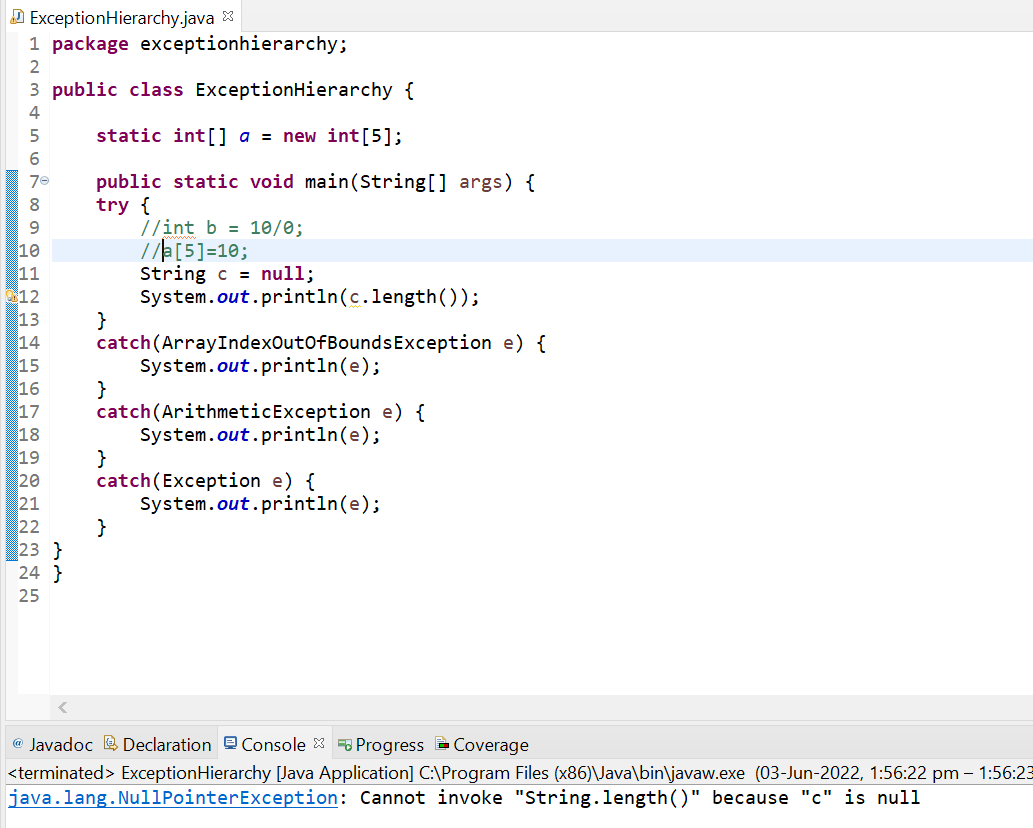 ExceptionHierarchy.java
1 package exceptionhierarchy;
2
3 public class ExceptionHierarchy {
4
5     static int[] a = new int[5];
6
7     public static void main(String[] args) {
8     try {
9         //int b = 10/0;
10         //a[5]=10;
11         String c = null;
12         System.out.println(c.length());
13     }
14     catch(ArrayIndexOutOfBoundsException e) {
15         System.out.println(e);
16     }
17     catch(ArithmeticException e) {
18         System.out.println(e);
19     }
20     catch(Exception e) {
21         System.out.println(e);
22     }
23 }
24 }
25
@ Javadoc Declaration Console Progress Coverage
<terminated> ExceptionHierarchy [Java Application] C:\Program Files (x86)\Java\bin\javaw.exe (03-Jun-2022, 1:56:22 pm – 1:56:23
java.lang.NullPointerException: Cannot invoke "String.length()" because "c" is null